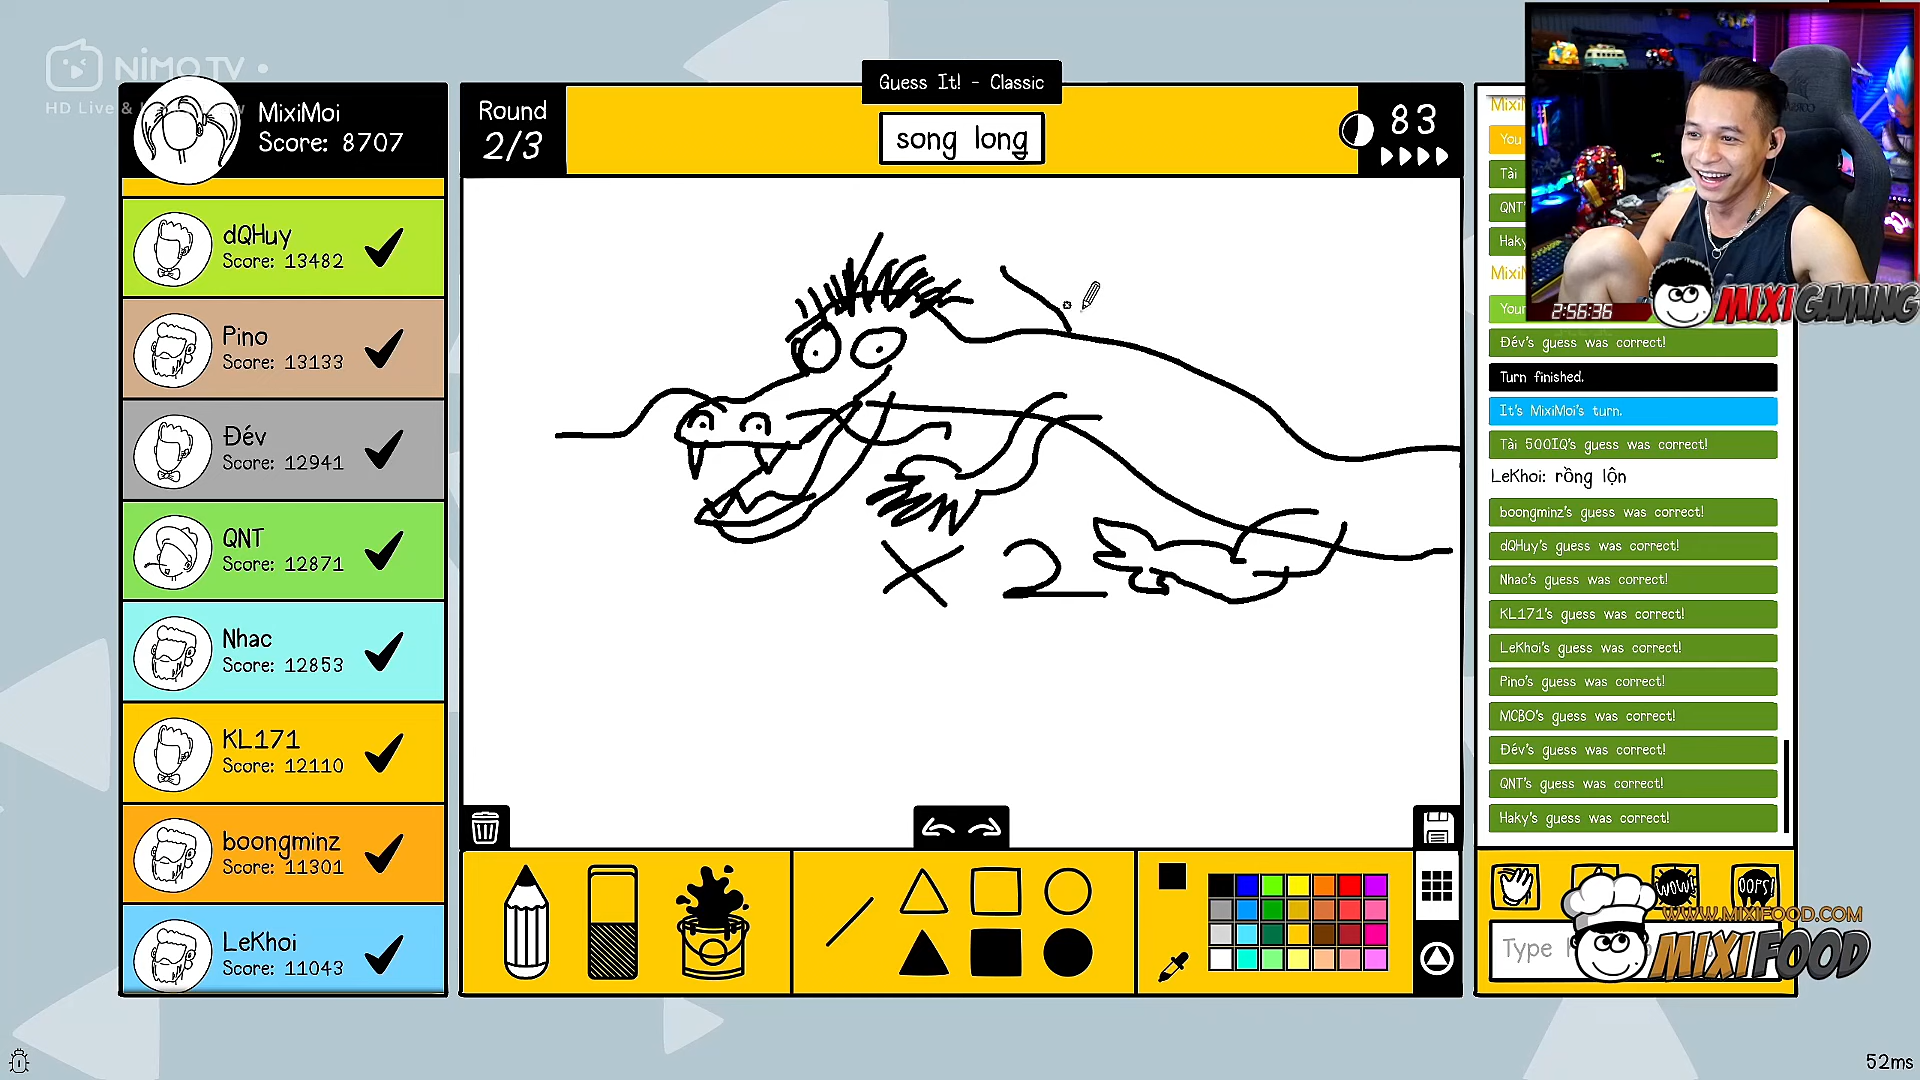 NIMO TV
HD Live &
MixiMoi
Score: 8707
dQHuy
Score: 13482
Pino
Score: 13133
Đév
Score: 12941
QNT
Score: 12871
Nhac
Score: 12853
KL171
Score: 12110
boongminz
Score: 11301
LeKhoi
Score: 11043
Round
2/3
Guess It! - Classic
song long
83
X 2
You
Tài
QNT'
Haky
Your
2:56:36
MIXIGAMING
Đév's guess was correct!
Turn finished.
It's MixiMoi's turn.
Tài 500IQ's guess was correct!
LeKhoi: rồng lộn
boongminz's guess was correct!
dQHuy's guess was correct!
Nhac's guess was correct!
KL171's guess was correct!
LeKhoi's guess was correct!
Pino's guess was correct!
MCBO's guess was correct!
Đév's guess was correct!
QNT's guess was correct!
Haky's guess was correct!
WOW!
OOPS!
WWW.MIXIFOOD.COM
Type
MIXIFOOD
52ms